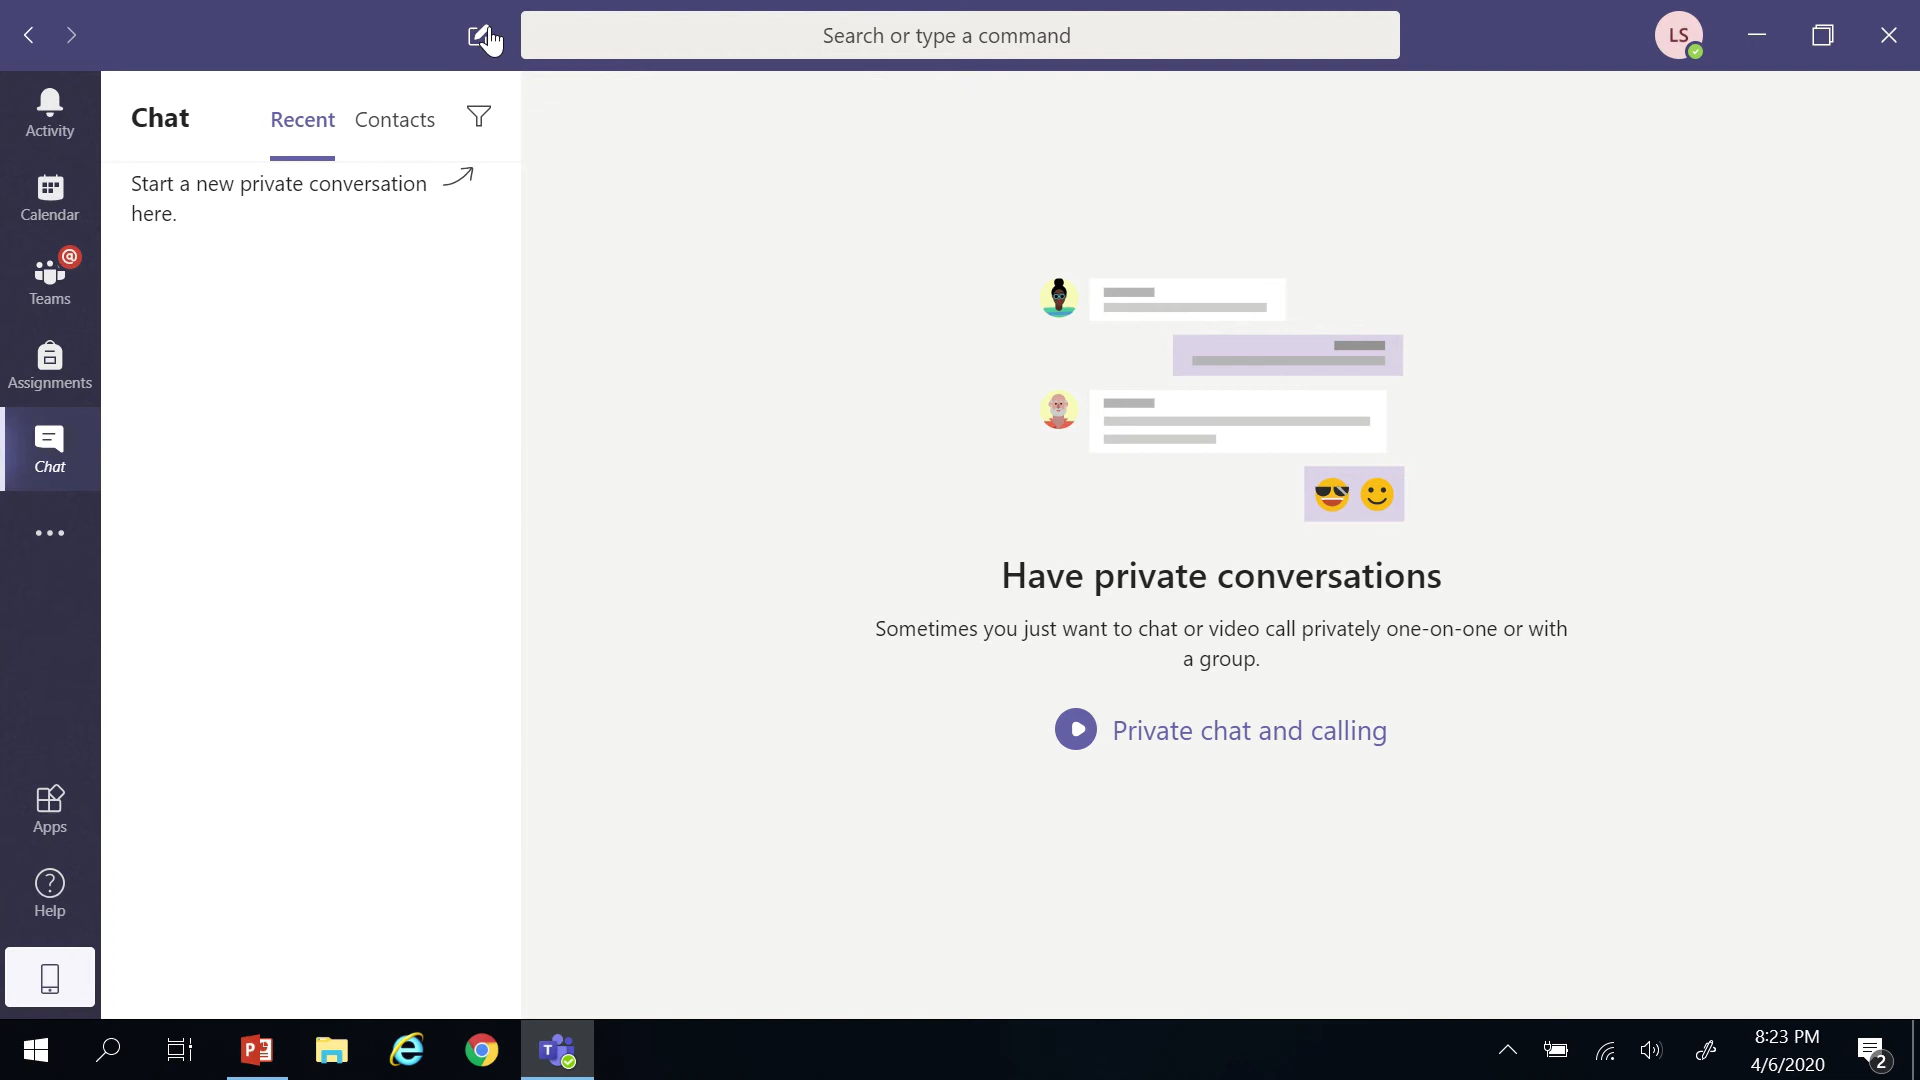 Search or type a command
LS
Activity
Calendar
@
Teams
Assignments
Chat
Apps
Help
Chat
Recent
Contacts
Start a new private conversation
here.
Have private conversations
Sometimes you just want to chat or video call privately one-on-one or with
a group.
Private chat and calling
8:23 PM
4/6/2020
2